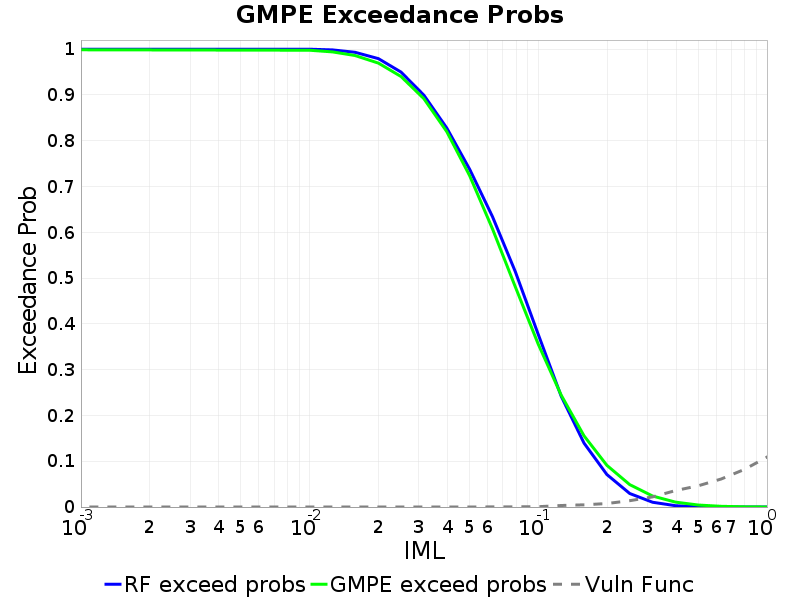 GMPE Exceedance Probs
Exceedance Prob
1
0.9
0.8
0.7
0.6
0.5
0.4
0.3
0.2
0.1
0
10^-3 2 3 4 5 6 10^-2 2 3 4 5 6 10^-1 2 3 4 5 6 7 10^0
IML
RF exceed probs GMPE exceed probs Vuln Func